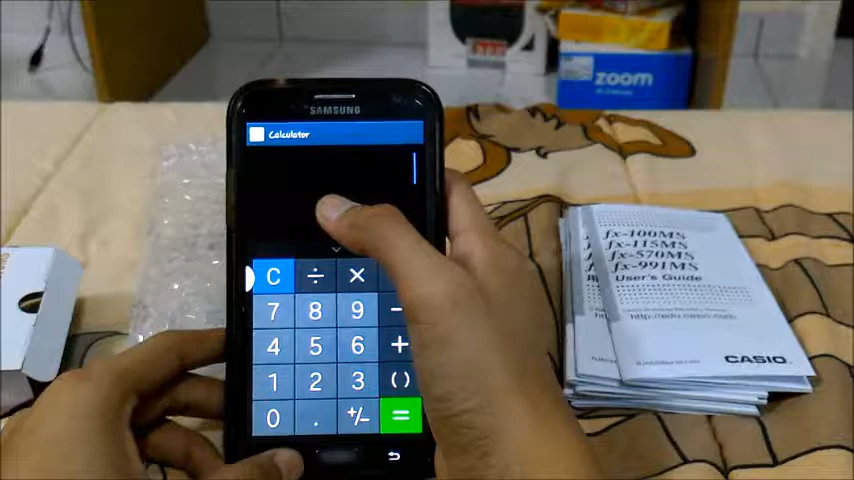 zoom
SAMSUNG
Calculator
C ÷ ×
7 8 9 -
4 5 6 +
1 2 3 ()
0 . +/- =
fx-100MS
fx-115MS
fx-570MS
fx-991MS
User's Guide
CASIO